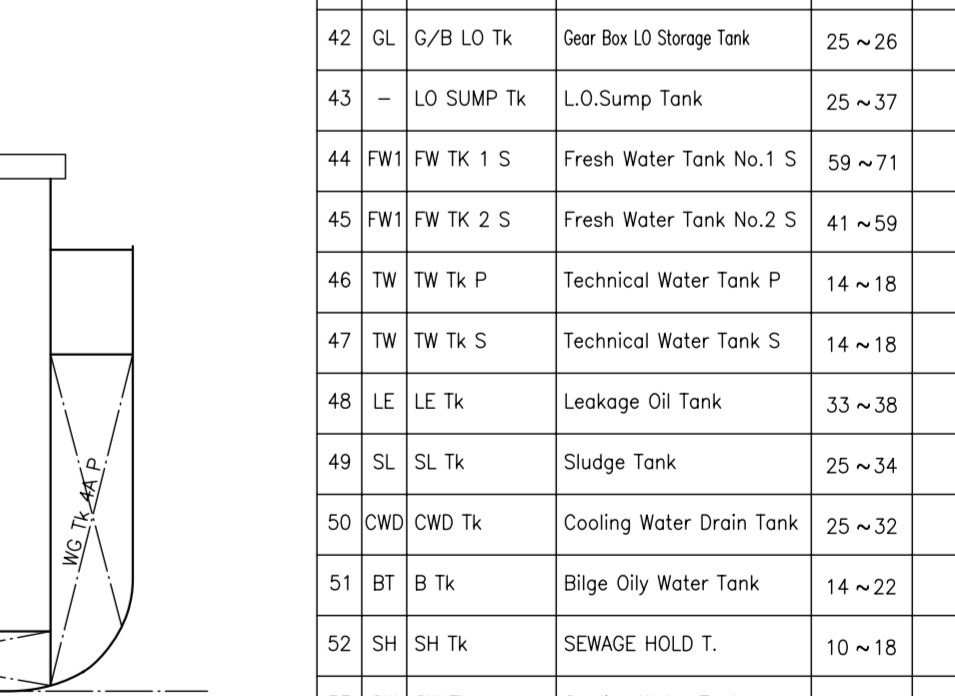 42 GL G/B LO Tk Gear Box LO Storage Tank 25 ~ 26
43 - LO SUMP Tk L.O.Sump Tank 25 ~ 37
44 FW1 FW TK 1 S Fresh Water Tank No.1 S 59 ~ 71
45 FW1 FW TK 2 S Fresh Water Tank No.2 S 41 ~ 59
46 TW TW Tk P Technical Water Tank P 14 ~ 18
47 TW TW Tk S Technical Water Tank S 14 ~ 18
48 LE LE Tk Leakage Oil Tank 33 ~ 38
49 SL SL Tk Sludge Tank 25 ~ 34
50 CWD CWD Tk Cooling Water Drain Tank 25 ~ 32
51 BT B Tk Bilge Oily Water Tank 14 ~ 22
52 SH SH Tk SEWAGE HOLD T. 10 ~ 18
WG Tk 4A P